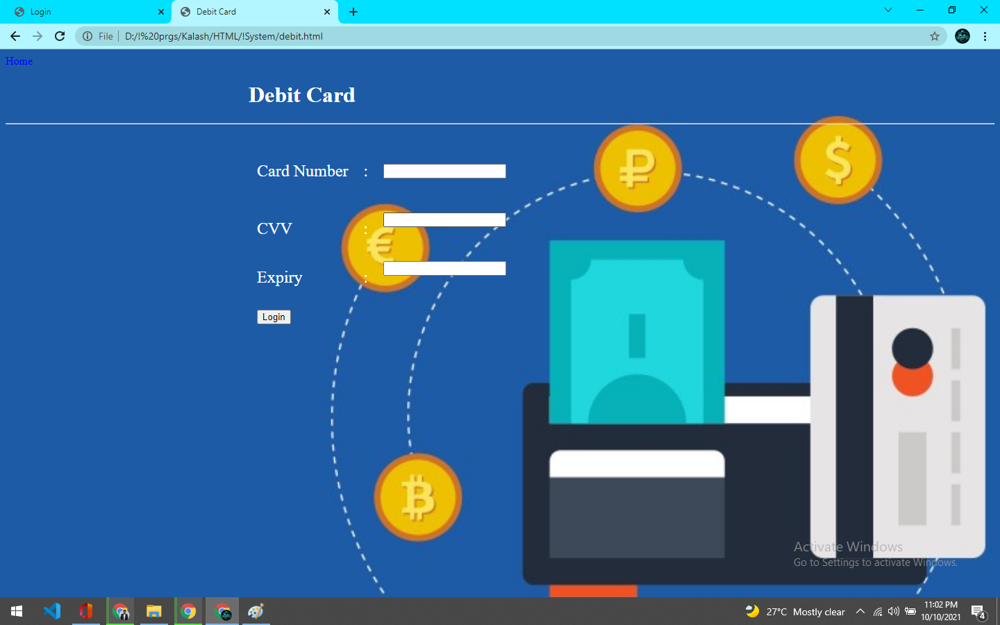 Login
Debit Card
File
D:/!%20prgs/Kalash/HTML/!System/debit.html
Home
Debit Card
Card Number :
CVV :
Expiry :
Login
₽
$
€
₿
Activate Windows
Go to Settings to activate Windows.
27°C Mostly clear
11:02 PM
10/10/2021
4